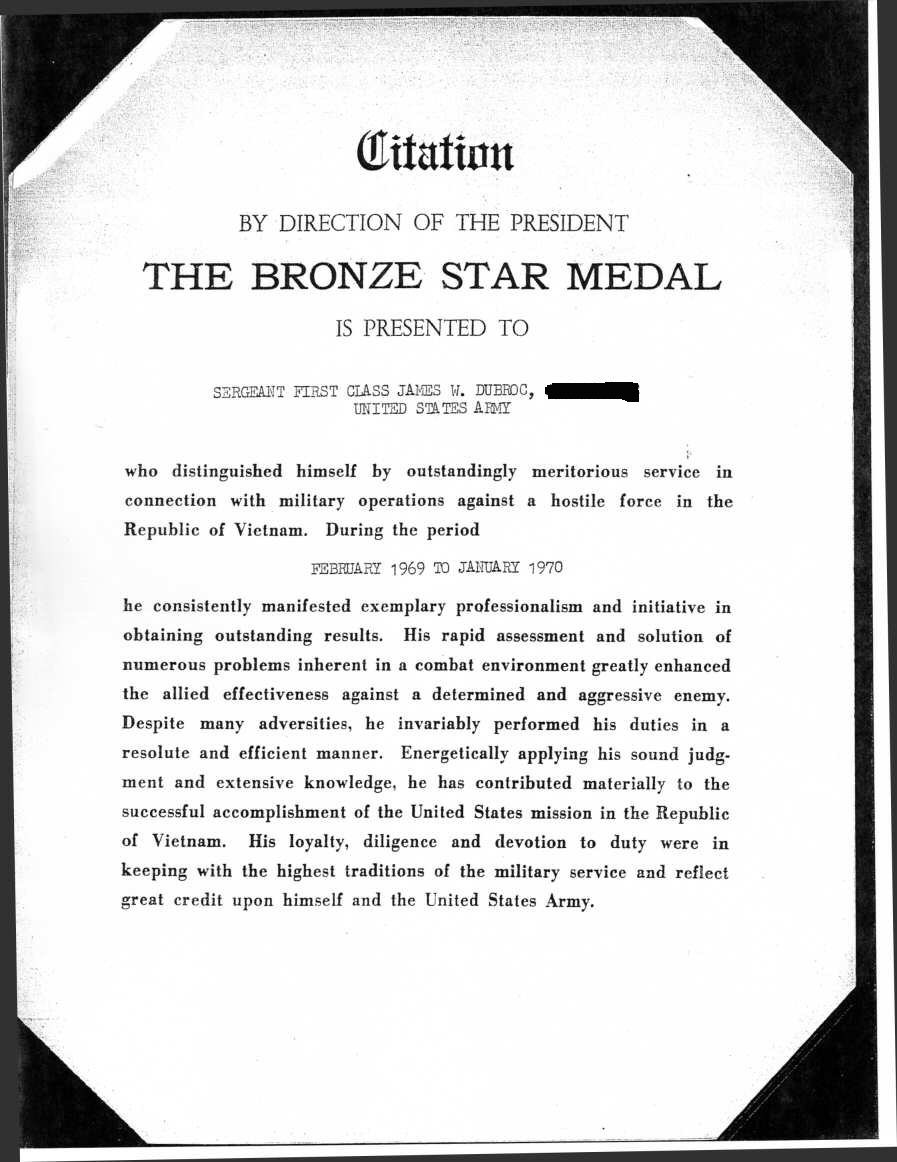 Citation
BY DIRECTION OF THE PRESIDENT
THE BRONZE STAR MEDAL
IS PRESENTED TO
SERGEANT FIRST CLASS JAMES W. DUBROC,
UNITED STATES ARMY
who distinguished himself by outstandingly meritorious service in
connection with military operations against a hostile force in the
Republic of Vietnam. During the period
FEBRUARY 1969 TO JANUARY 1970
he consistently manifested exemplary professionalism and initiative in
obtaining outstanding results. His rapid assessment and solution of
numerous problems inherent in a combat environment greatly enhanced
the allied effectiveness against a determined and aggressive enemy.
Despite many adversities, he invariably performed his duties in a
resolute and efficient manner. Energetically applying his sound judg-
ment and extensive knowledge, he has contributed materially to the
successful accomplishment of the United States mission in the Republic
of Vietnam. His loyalty, diligence and devotion to duty were in
keeping with the highest traditions of the military service and reflect
great credit upon himself and the United States Army.